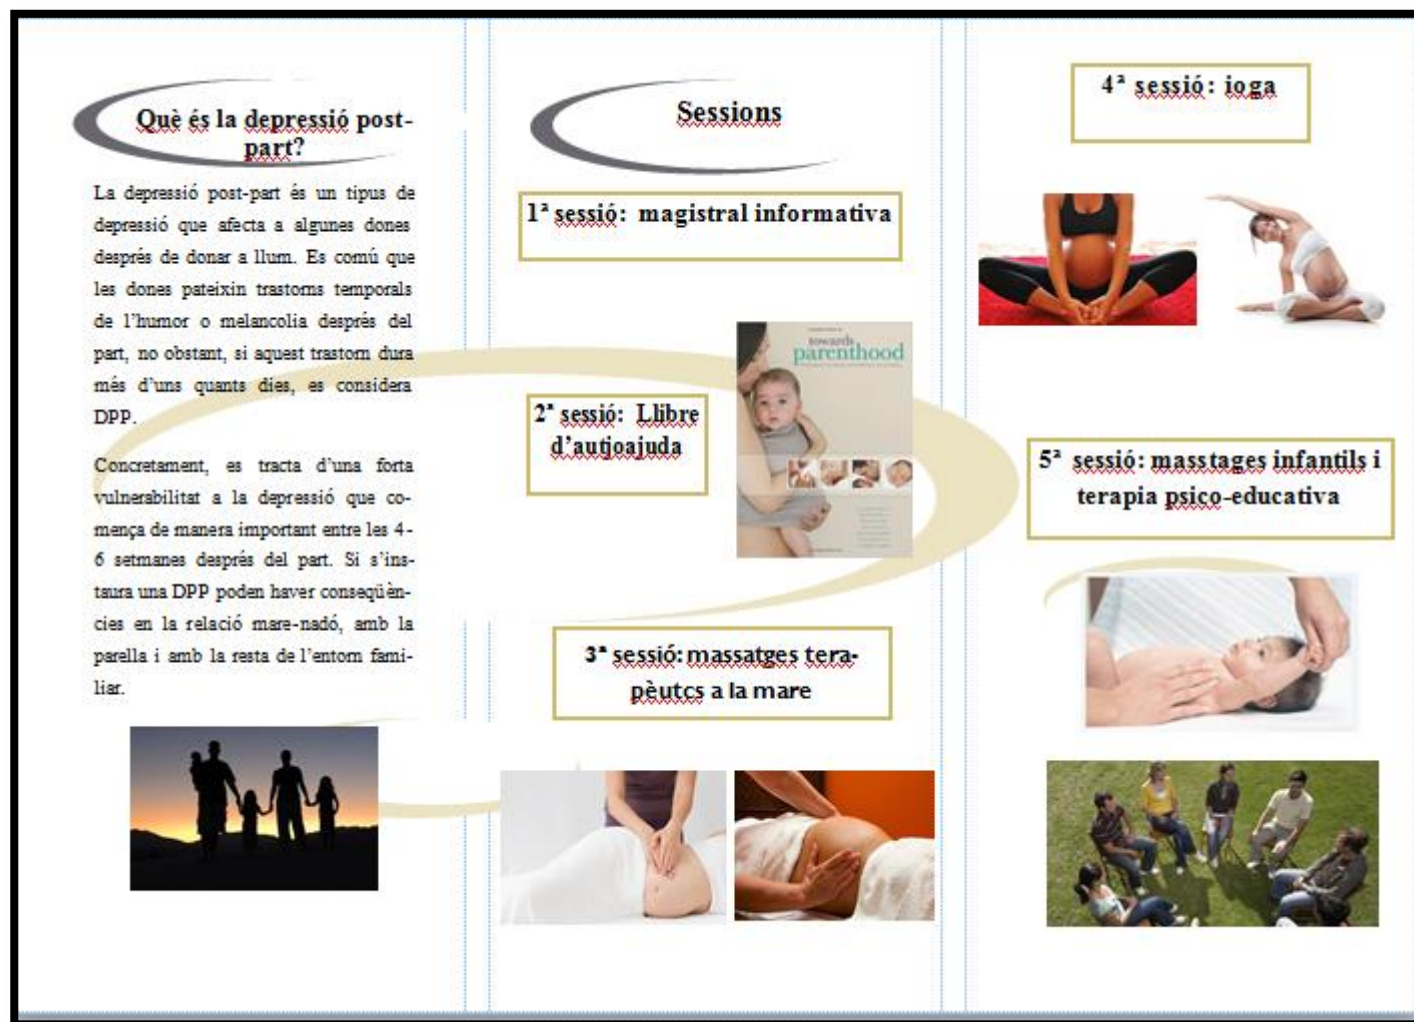 Què és la depressió post-
part?
La depressió post-part és un tipus de
depressió que afecta a algunes dones
després de donar a llum. Es comú que
les dones pateixin trastorns temporals
de l’humor o melancolia després del
part, no obstant, si aquest trastorn dura
més d’uns quants dies, es considera
DPP.
Concretament, es tracta d’una forta
vulnerabilitat a la depressió que co-
mença de manera important entre les 4-
6 setmanes després del part. Si s’ins-
taura una DPP poden haver conseqüèn-
cies en la relació mare-nadó, amb la
parella i amb la resta de l’entorn fami-
liar.
Sessions
1ª sessió: magistral informativa
2ª sessió: Llibre
d’autjoajuda
towards
parenthood
3ª sessió: massatges tera-
pèutcs a la mare
4ª sessió: ioga
5ª sessió: masstages infantils i
terapia psico-educativa